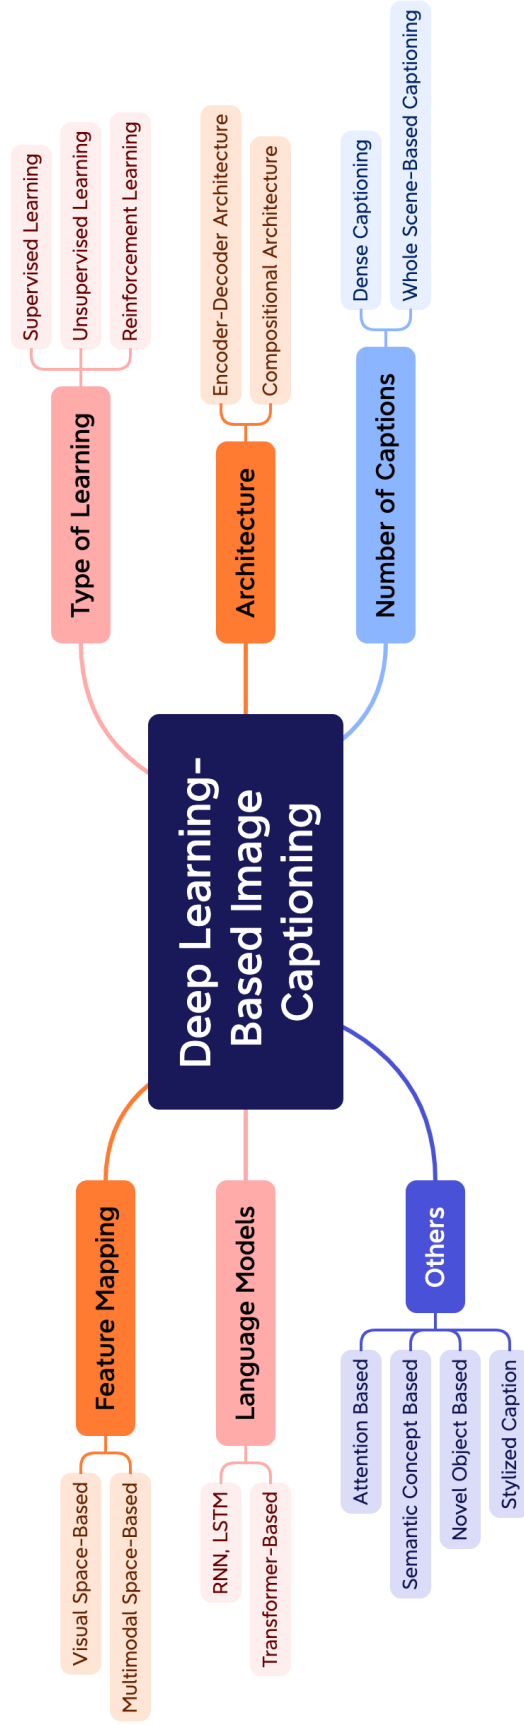 Deep Learning-
Based Image
Captioning
Feature Mapping
Visual Space-Based
Multimodal Space-Based
Language Models
RNN, LSTM
Transformer-Based
Others
Attention Based
Semantic Concept Based
Novel Object Based
Stylized Caption
Type of Learning
Supervised Learning
Unsupervised Learning
Reinforcement Learning
Architecture
Encoder-Decoder Architecture
Compositional Architecture
Number of Captions
Dense Captioning
Whole Scene-Based Captioning